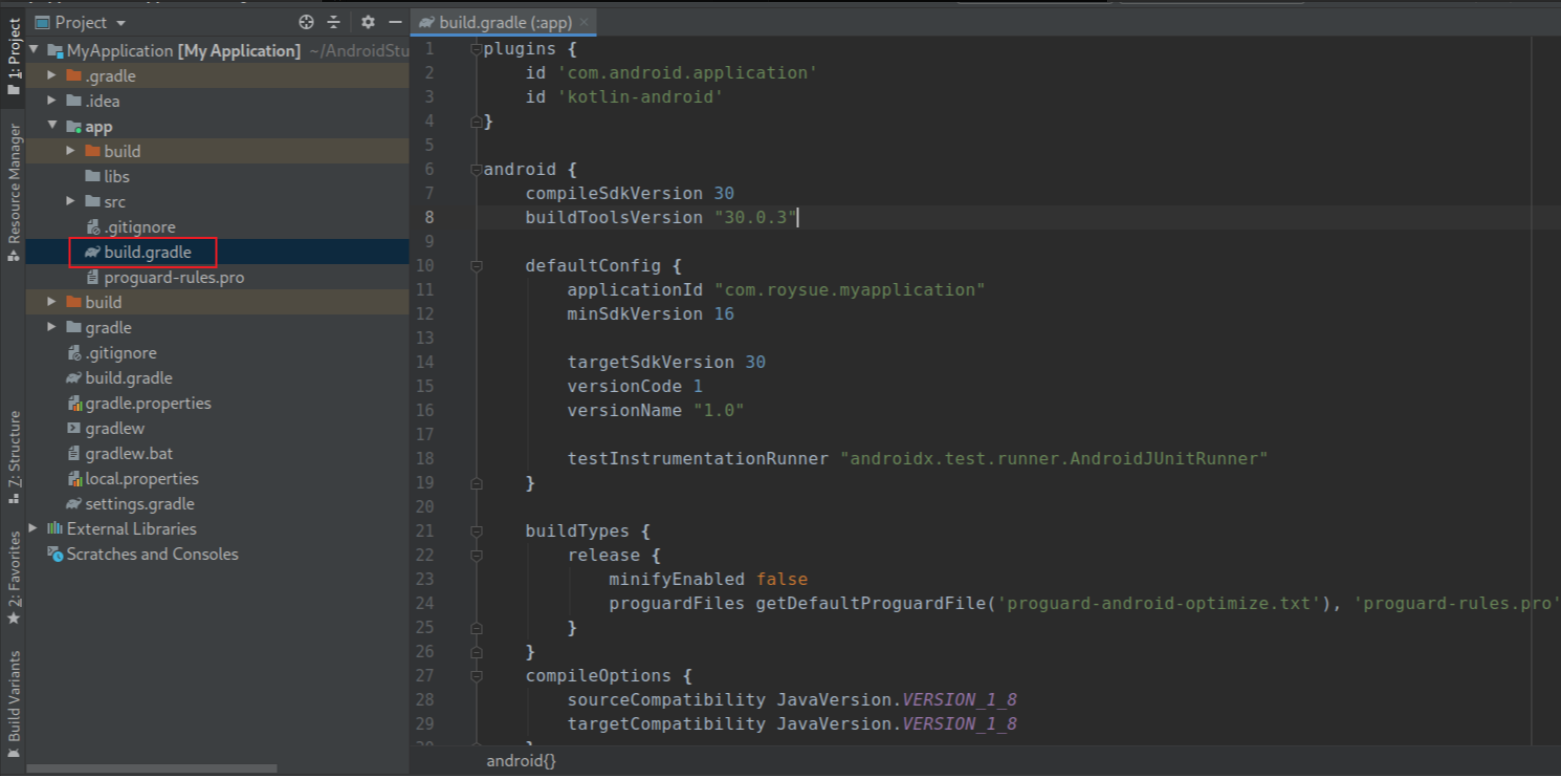 1: Project
Resource Manager
7: Structure
2: Favorites
Build Variants
Project
MyApplication [My Application] ~/AndroidStu
.gradle
.idea
app
build
libs
src
.gitignore
build.gradle
proguard-rules.pro
build
gradle
.gitignore
build.gradle
gradle.properties
gradlew
gradlew.bat
local.properties
settings.gradle
External Libraries
Scratches and Consoles
build.gradle (:app)
1 plugins {
2 id 'com.android.application'
3 id 'kotlin-android'
4 }
5
6 android {
7 compileSdkVersion 30
8 buildToolsVersion "30.0.3"
9
10 defaultConfig {
11 applicationId "com.roysue.myapplication"
12 minSdkVersion 16
13
14 targetSdkVersion 30
15 versionCode 1
16 versionName "1.0"
17
18 testInstrumentationRunner "androidx.test.runner.AndroidJUnitRunner"
19 }
20
21 buildTypes {
22 release {
23 minifyEnabled false
24 proguardFiles getDefaultProguardFile('proguard-android-optimize.txt'), 'proguard-rules.pro'
25 }
26 }
27 compileOptions {
28 sourceCompatibility JavaVersion.VERSION_1_8
29 targetCompatibility JavaVersion.VERSION_1_8
30 }
android{}